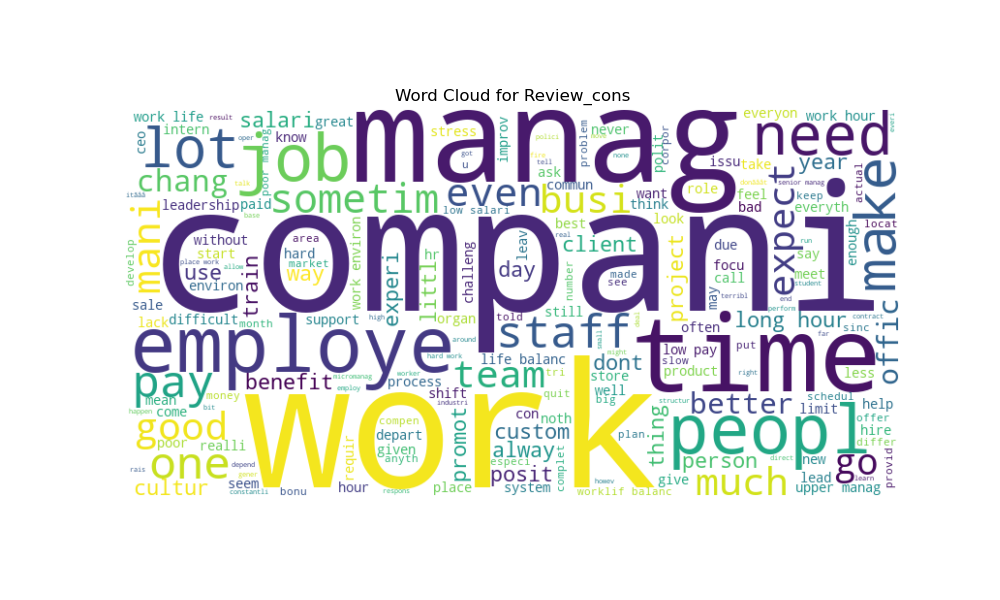 Word Cloud for Review_cons
work life
result
salari
great
manag
stress
polici
improv
problem
never
none
polit
corpor
everyon
work hour
need
everi
ceo
intern
lot
job
know
poor manag
got
u
tell
ask
issu
take
year
actual
chang
talk
sometim
even
commun
want
role
feel
senior manag
keep
make
leadership
paid
low salari
busi
best
think
bad
everyth
expect
look
locat
mani
base
compani
without
area
start
hard
way
market
place work
use
allow
environ
train
work environ
experi
littl
hr
challeng
leav
day
real
client
number
made
see
project
may
due
focu
call
terribl
run
say
meet
end
student
enough
offic
develop
sale
lack
difficult
month
support
high
organ
told
still
small
deal
often
perform
long hour
contract
sinc
far
employe
around
staff
time
slow
low pay
put
product
right
less
hard work
life balanc
might
dont
pay
benefit
micromanag
worker
process
employ
team
tri
store
industri
mean
money
shift
quit
well
big
better
schedul
limit
help
happen
come
bit
work
compen
promot
con
noth
structur
peopl
offer
hire
differ
good
poor
realli
requir
depart
given
anyth
custom
alway
plan.
thing
person
direct
new
go
provid
one
depend
gener
especi
posit
complet
howev
give
much
lead
upper manag
learn
rais
cultur
seem
constantli
bonu
hour
respons
place
system
worklif balanc